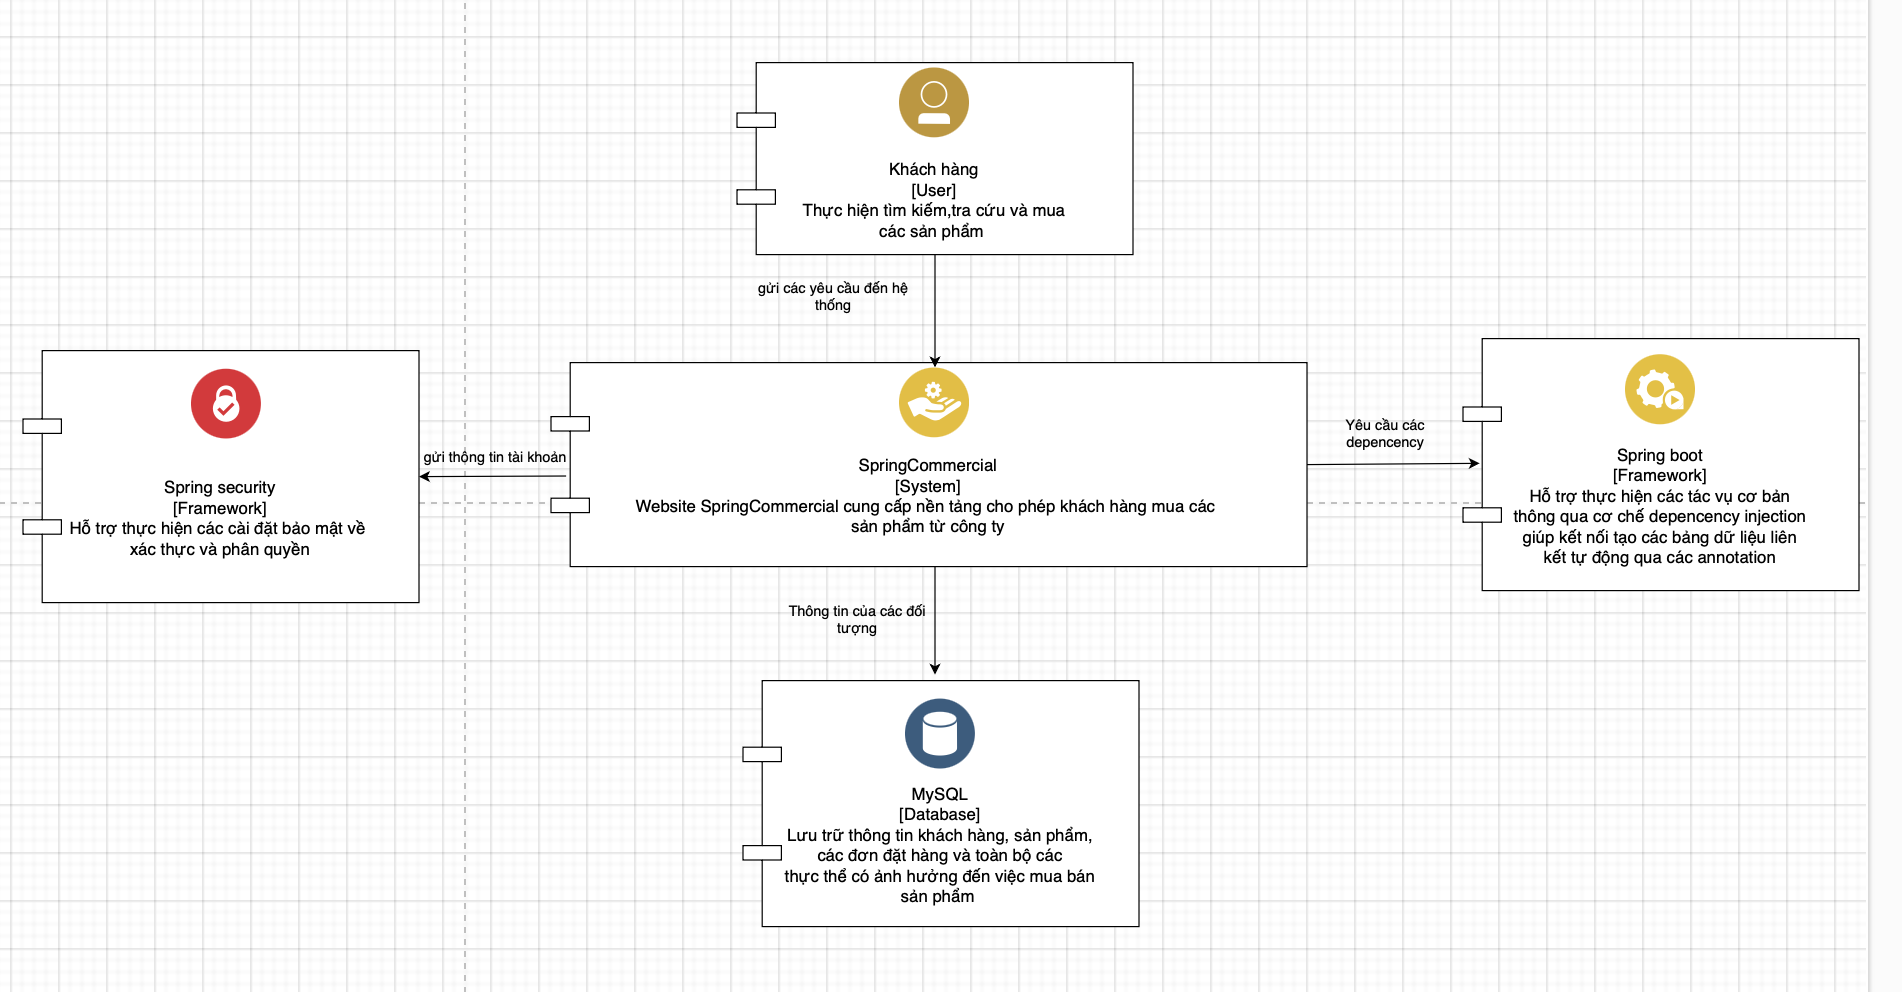 Khách hàng
[User]
Thực hiện tìm kiếm,tra cứu và mua
các sản phẩm
gửi các yêu cầu đến hệ
thống
Spring security
[Framework]
Hỗ trợ thực hiện các cài đặt bảo mật về
xác thực và phân quyền
gửi thông tin tài khoản
SpringCommercial
[System]
Website SpringCommercial cung cấp nền tảng cho phép khách hàng mua các
sản phẩm từ công ty
Yêu cầu các
depencency
Spring boot
[Framework]
Hỗ trợ thực hiện các tác vụ cơ bản
thông qua cơ chế depencency injection
giúp kết nối tạo các bảng dữ liệu liên
kết tự động qua các annotation
Thông tin của các đối
tượng
MySQL
[Database]
Lưu trữ thông tin khách hàng, sản phẩm,
các đơn đặt hàng và toàn bộ các
thực thể có ảnh hưởng đến việc mua bán
sản phẩm